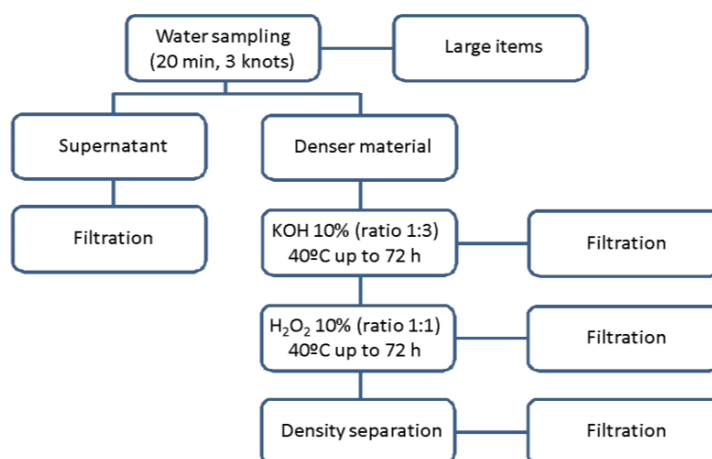 Water sampling
(20 min, 3 knots)
Large items
Supernatant
Denser material
Filtration
KOH 10% (ratio 1:3)
40ºC up to 72 h
Filtration
H₂O₂ 10% (ratio 1:1)
40ºC up to 72 h
Filtration
Density separation
Filtration